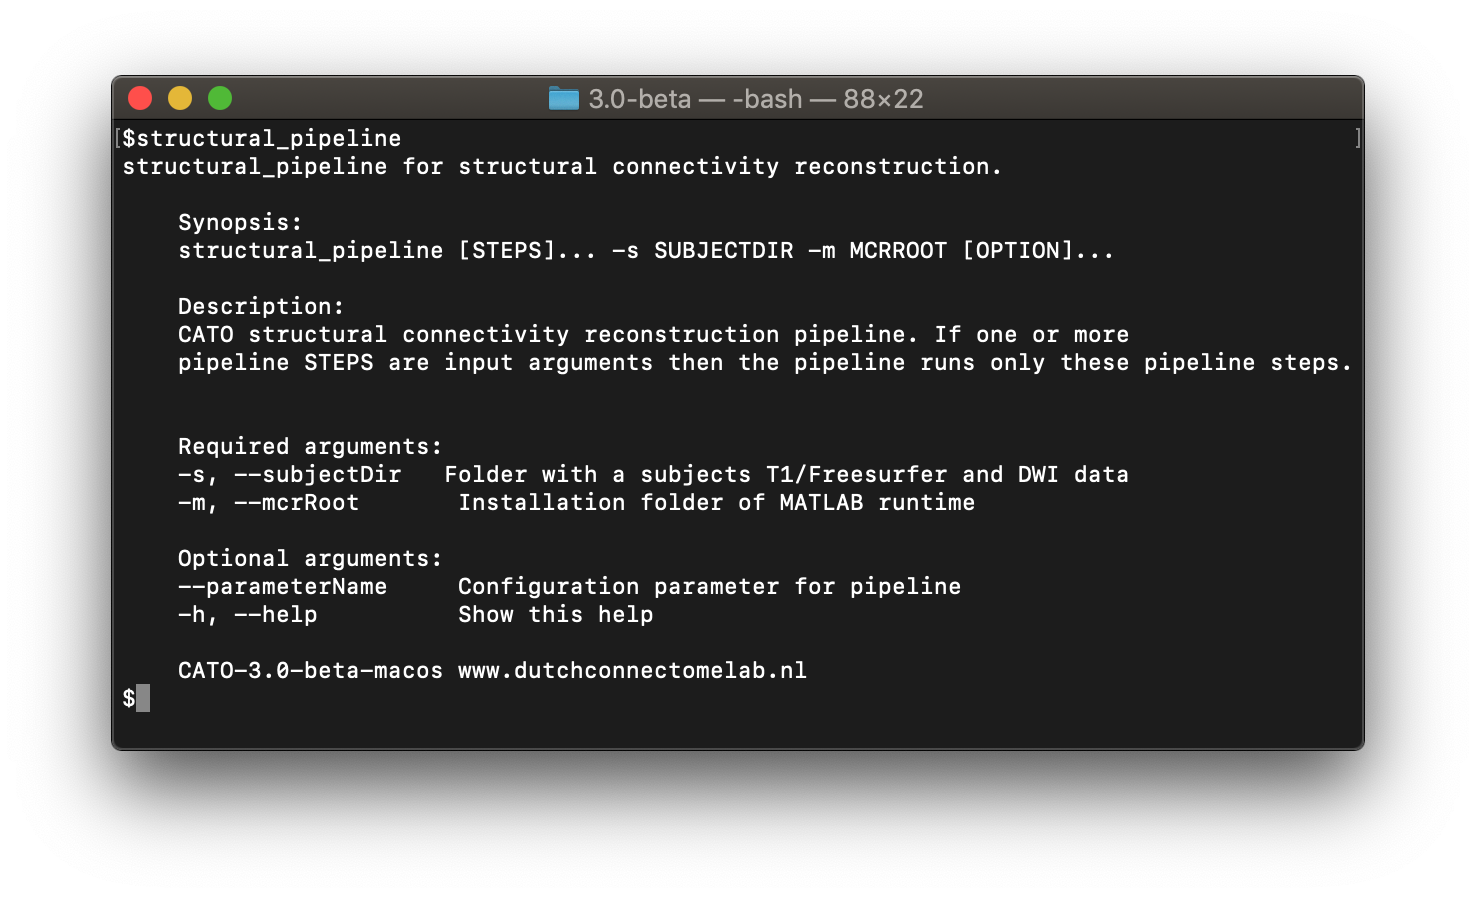 3.0-beta — -bash — 88×22
[$structural_pipeline ]
structural_pipeline for structural connectivity reconstruction.
Synopsis:
structural_pipeline [STEPS]... -s SUBJECTDIR -m MCRROOT [OPTION]...
Description:
CATO structural connectivity reconstruction pipeline. If one or more
pipeline STEPS are input arguments then the pipeline runs only these pipeline steps.
Required arguments:
-s, --subjectDir   Folder with a subjects T1/Freesurfer and DWI data
-m, --mcrRoot       Installation folder of MATLAB runtime
Optional arguments:
--parameterName     Configuration parameter for pipeline
-h, --help          Show this help
CATO-3.0-beta-macos www.dutchconnectomelab.nl
$